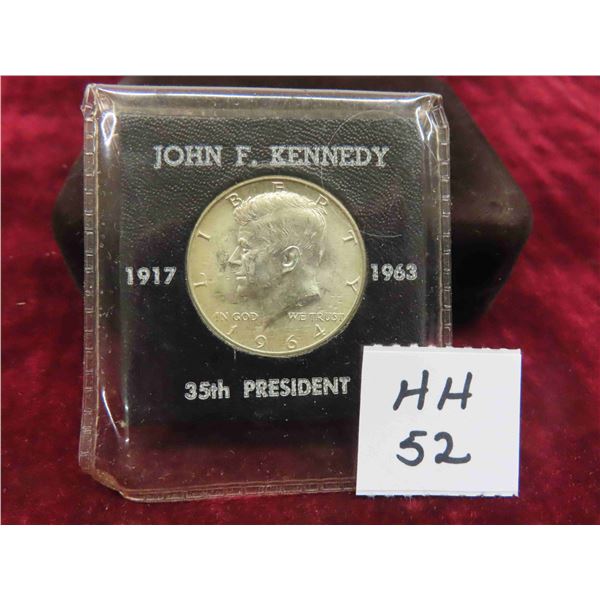 JOHN F. KENNEDY
LIBERTY
1917
1963
IN GOD WE TRUST
1964
35th PRESIDENT
HH
52